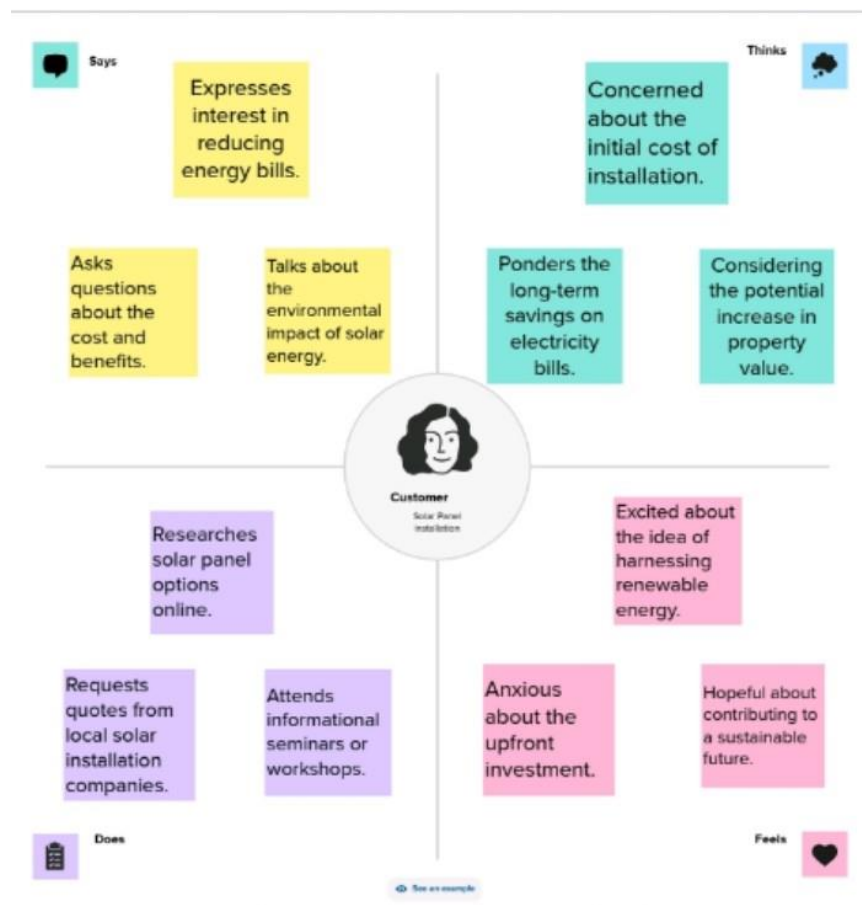 Says
Expresses
interest in
reducing
energy bills.
Asks
questions
about the
cost and
benefits.
Talks about
the
environmental
impact of solar
energy.
Thinks
Concerned
about the
initial cost of
installation.
Ponders the
long-term
savings on
electricity
bills.
Considering
the potential
increase in
property
value.
Customer
Solar Panel
installation
Researches
solar panel
options
online.
Requests
quotes from
local solar
installation
companies.
Attends
informational
seminars or
workshops.
Does
Excited about
the idea of
harnessing
renewable
energy.
Anxious
about the
upfront
investment.
Hopeful about
contributing to
a sustainable
future.
Feels
See an example